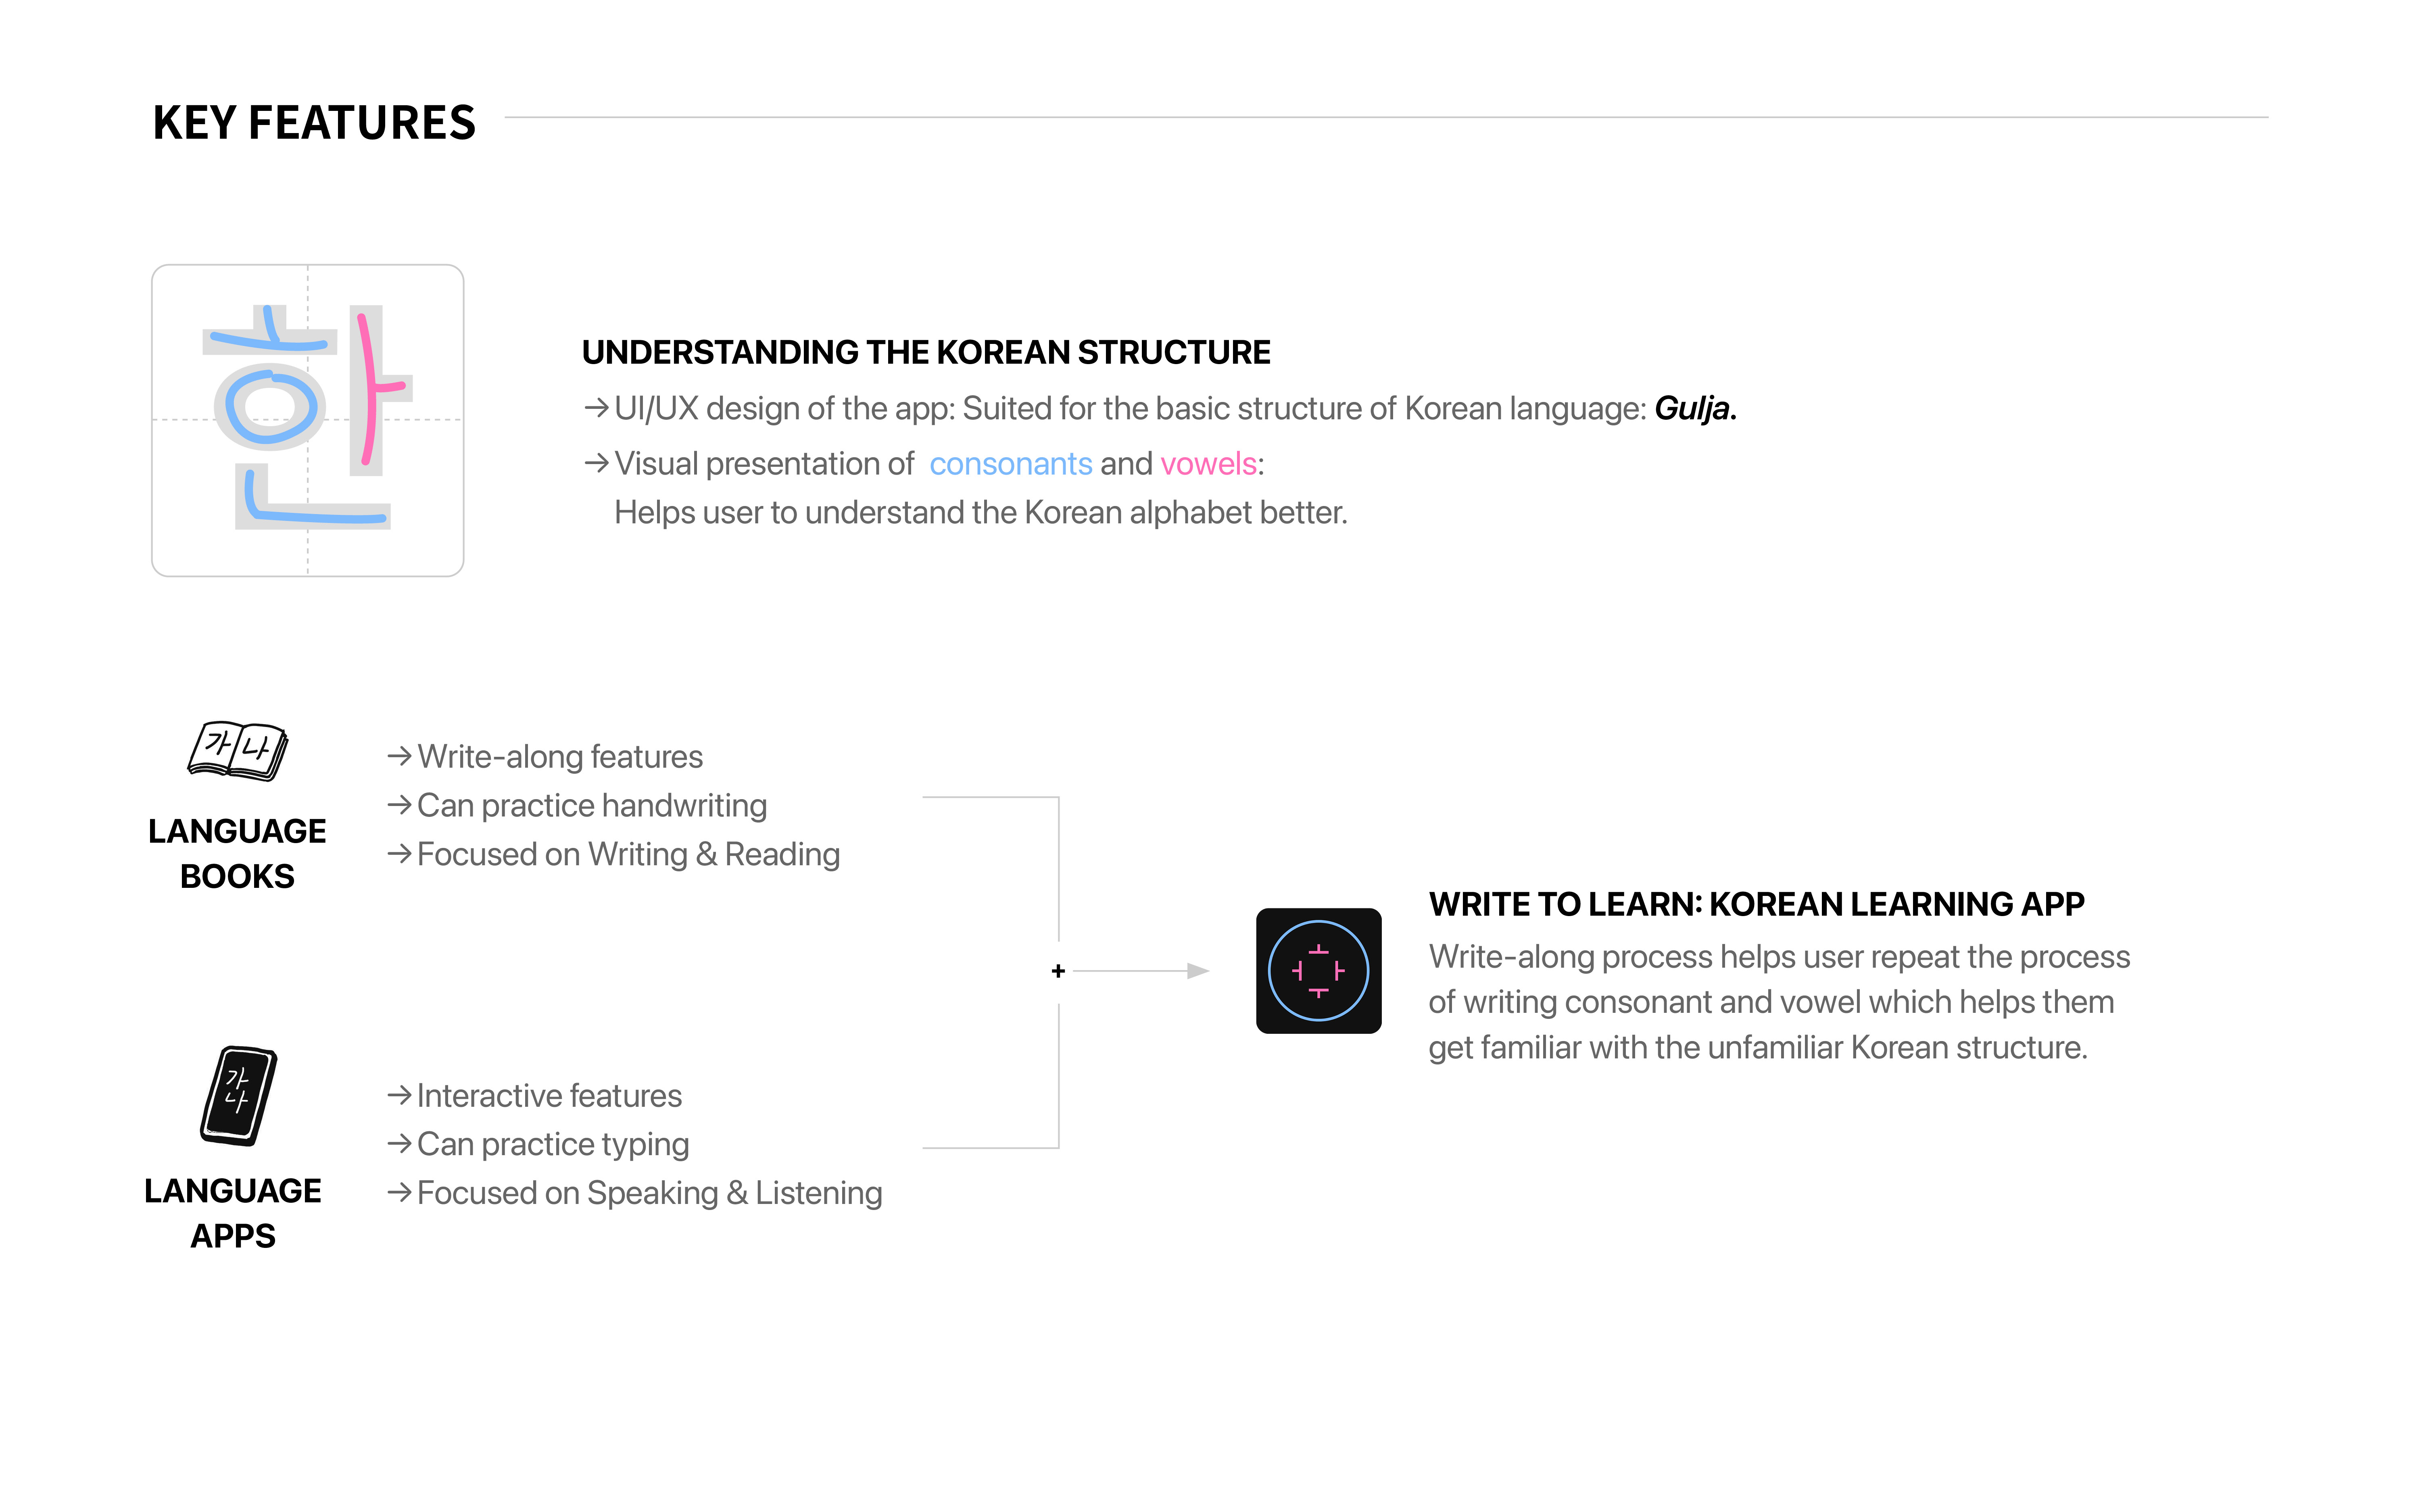 KEY FEATURES
한
UNDERSTANDING THE KOREAN STRUCTURE
→ UI/UX design of the app: Suited for the basic structure of Korean language: Gulja.
→ Visual presentation of consonants and vowels:
Helps user to understand the Korean alphabet better.
가 나
LANGUAGE
BOOKS
→ Write-along features
→ Can practice handwriting
→ Focused on Writing & Reading
가
나
LANGUAGE
APPS
→ Interactive features
→ Can practice typing
→ Focused on Speaking & Listening
+
WRITE TO LEARN: KOREAN LEARNING APP
Write-along process helps user repeat the process
of writing consonant and vowel which helps them
get familiar with the unfamiliar Korean structure.